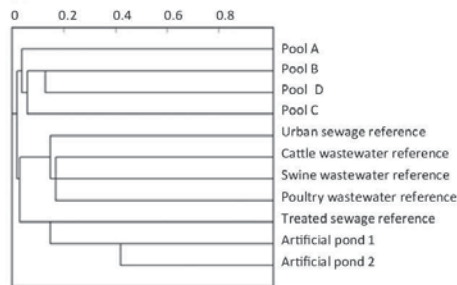 0 0.2 0.4 0.6 0.8
Pool A
Pool B
Pool D
Pool C
Urban sewage reference
Cattle wastewater reference
Swine wastewater reference
Poultry wastewater reference
Treated sewage reference
Artificial pond 1
Artificial pond 2